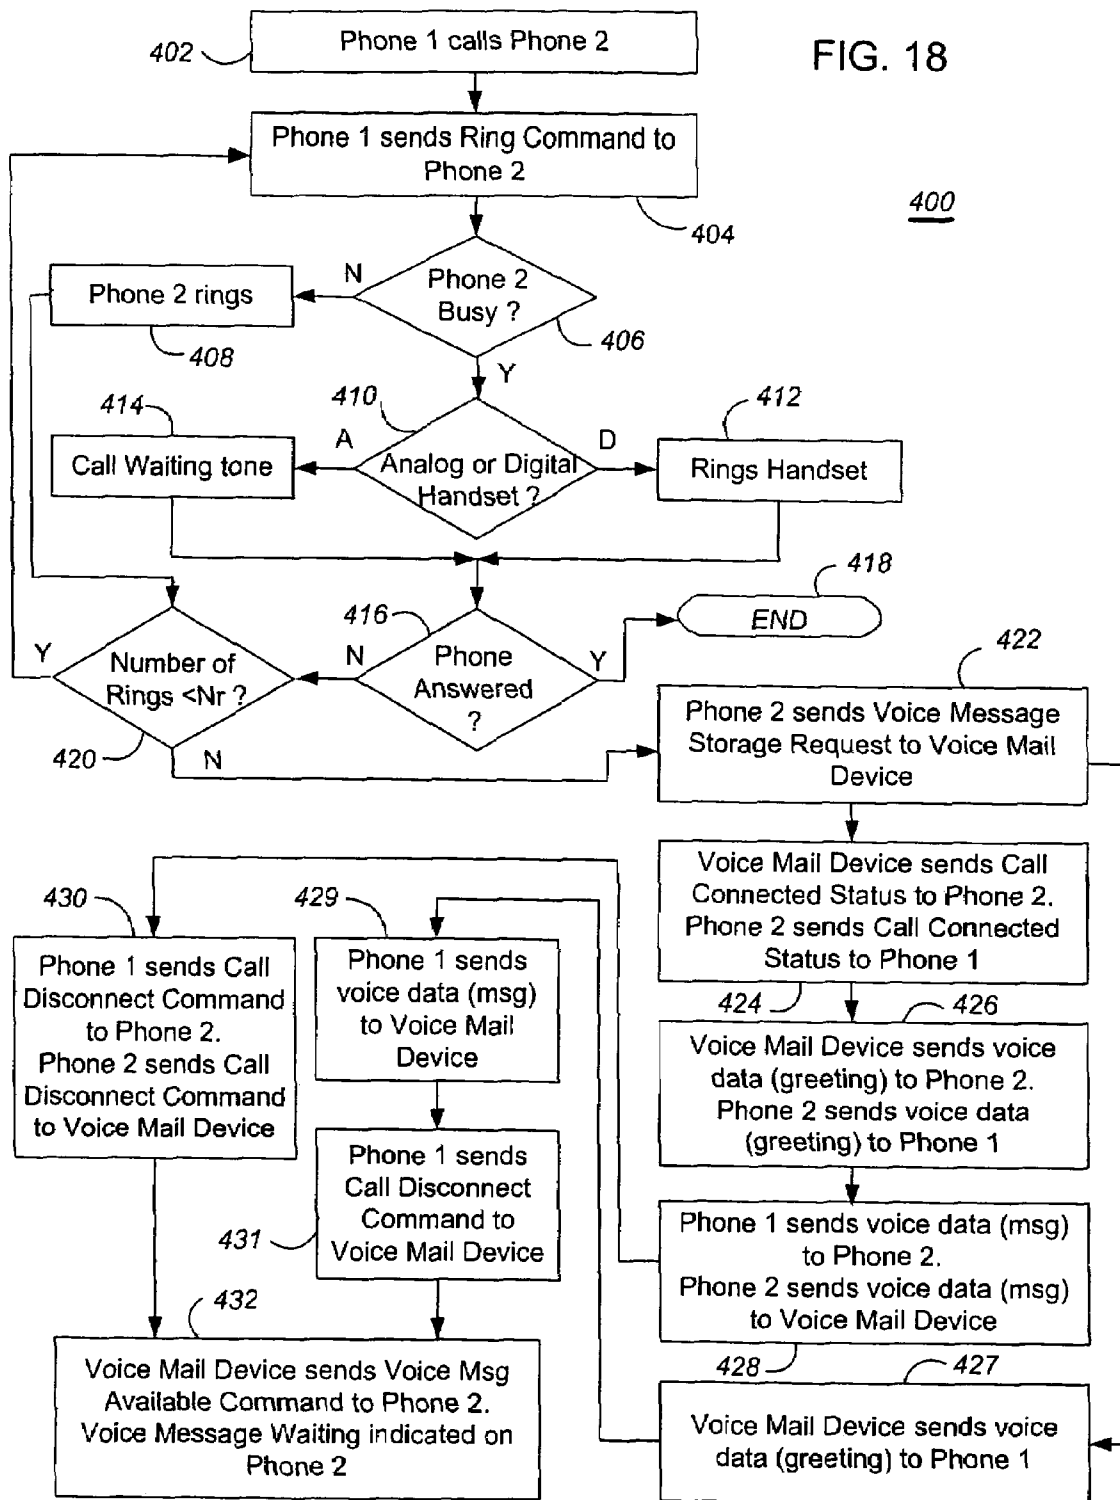 402
Phone 1 calls Phone 2
FIG. 18
Phone 1 sends Ring Command to
Phone 2
404
400
Phone 2 rings
408
N
Phone 2
Busy ?
406
Y
414
Call Waiting tone
410
A
Analog or Digital
Handset ?
D
412
Rings Handset
418
END
Y
Number of
Rings <Nr ?
420
N
416
N
Phone
Answered
?
Y
422
Phone 2 sends Voice Message
Storage Request to Voice Mail
Device
Voice Mail Device sends Call
Connected Status to Phone 2.
Phone 2 sends Call Connected
Status to Phone 1
424
426
Voice Mail Device sends voice
data (greeting) to Phone 2.
Phone 2 sends voice data
(greeting) to Phone 1
Phone 1 sends voice data (msg)
to Phone 2.
Phone 2 sends voice data (msg)
to Voice Mail Device
428
427
Voice Mail Device sends voice
data (greeting) to Phone 1
430
Phone 1 sends Call
Disconnect Command
to Phone 2.
Phone 2 sends Call
Disconnect Command
to Voice Mail Device
429
Phone 1 sends
voice data (msg)
to Voice Mail
Device
431
Phone 1 sends
Call Disconnect
Command to
Voice Mail Device
432
Voice Mail Device sends Voice Msg
Available Command to Phone 2.
Voice Message Waiting indicated on
Phone 2